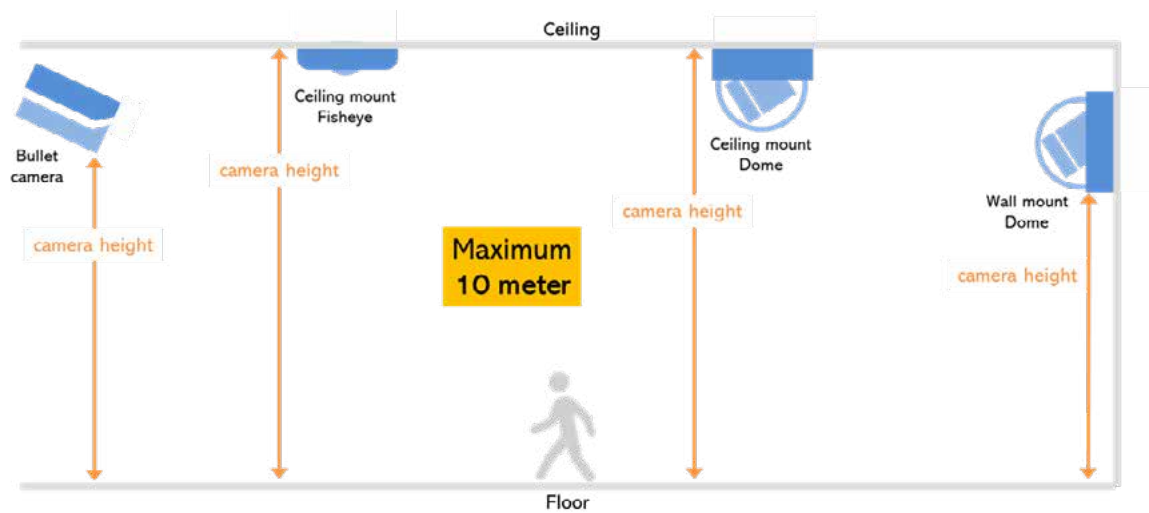 Ceiling
Ceiling mount
Fisheye
Bullet
camera
camera height
camera height
Ceiling mount
Dome
camera height
Wall mount
Dome
camera height
Maximum
10 meter
Floor